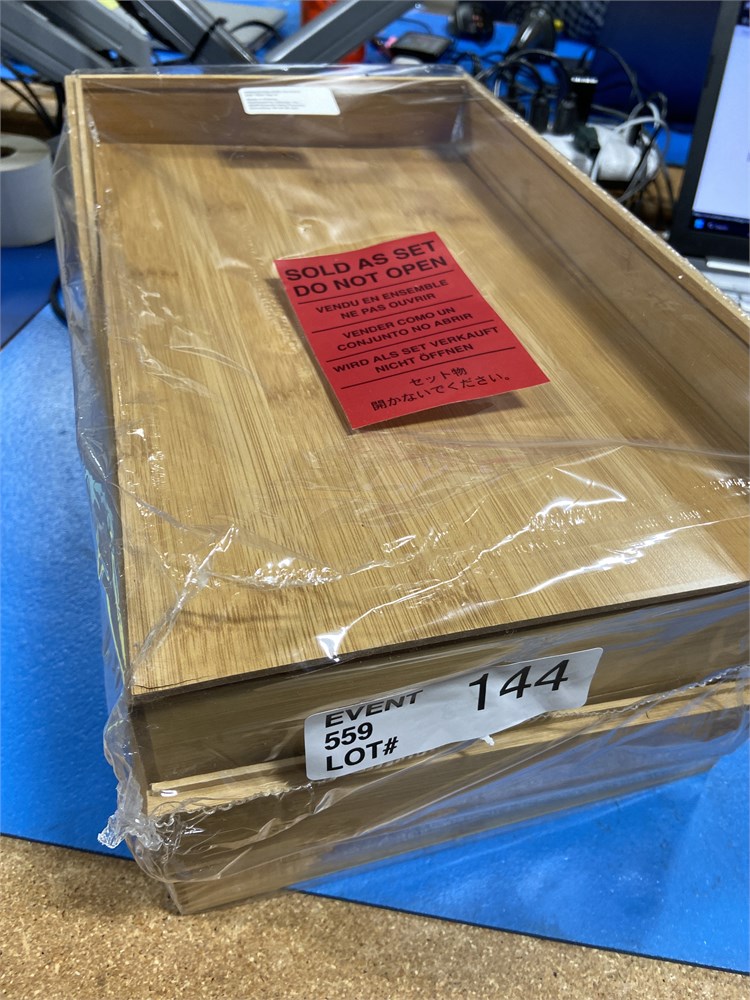 SOLD AS SET
DO NOT OPEN
VENDU EN ENSEMBLE
NE PAS OUVRIR
VENDER COMO UN
CONJUNTO NO ABRIR
WIRD ALS SET VERKAUFT
NICHT ÖFFNEN
セット物
開かないでください。
EVENT
559
LOT#
144